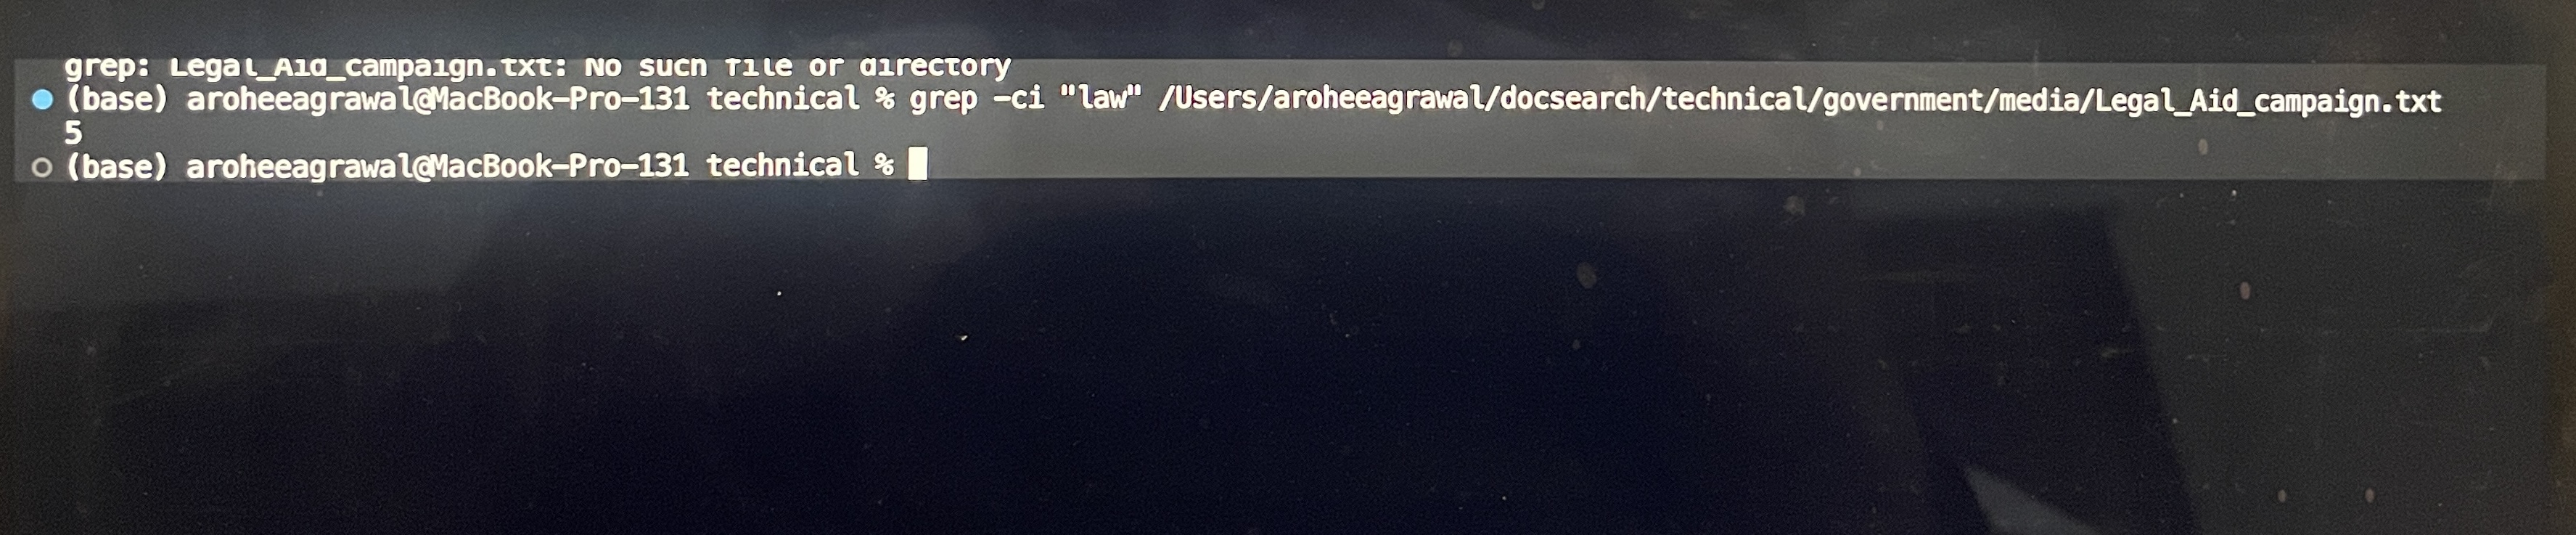 grep: Legal_Aid_campaign.txt: No such file or directory
(base) aroheeagrawal@MacBook-Pro-131 technical % grep -ci "law" /Users/aroheeagrawal/docsearch/technical/government/media/Legal_Aid_campaign.txt
5
(base) aroheeagrawal@MacBook-Pro-131 technical %